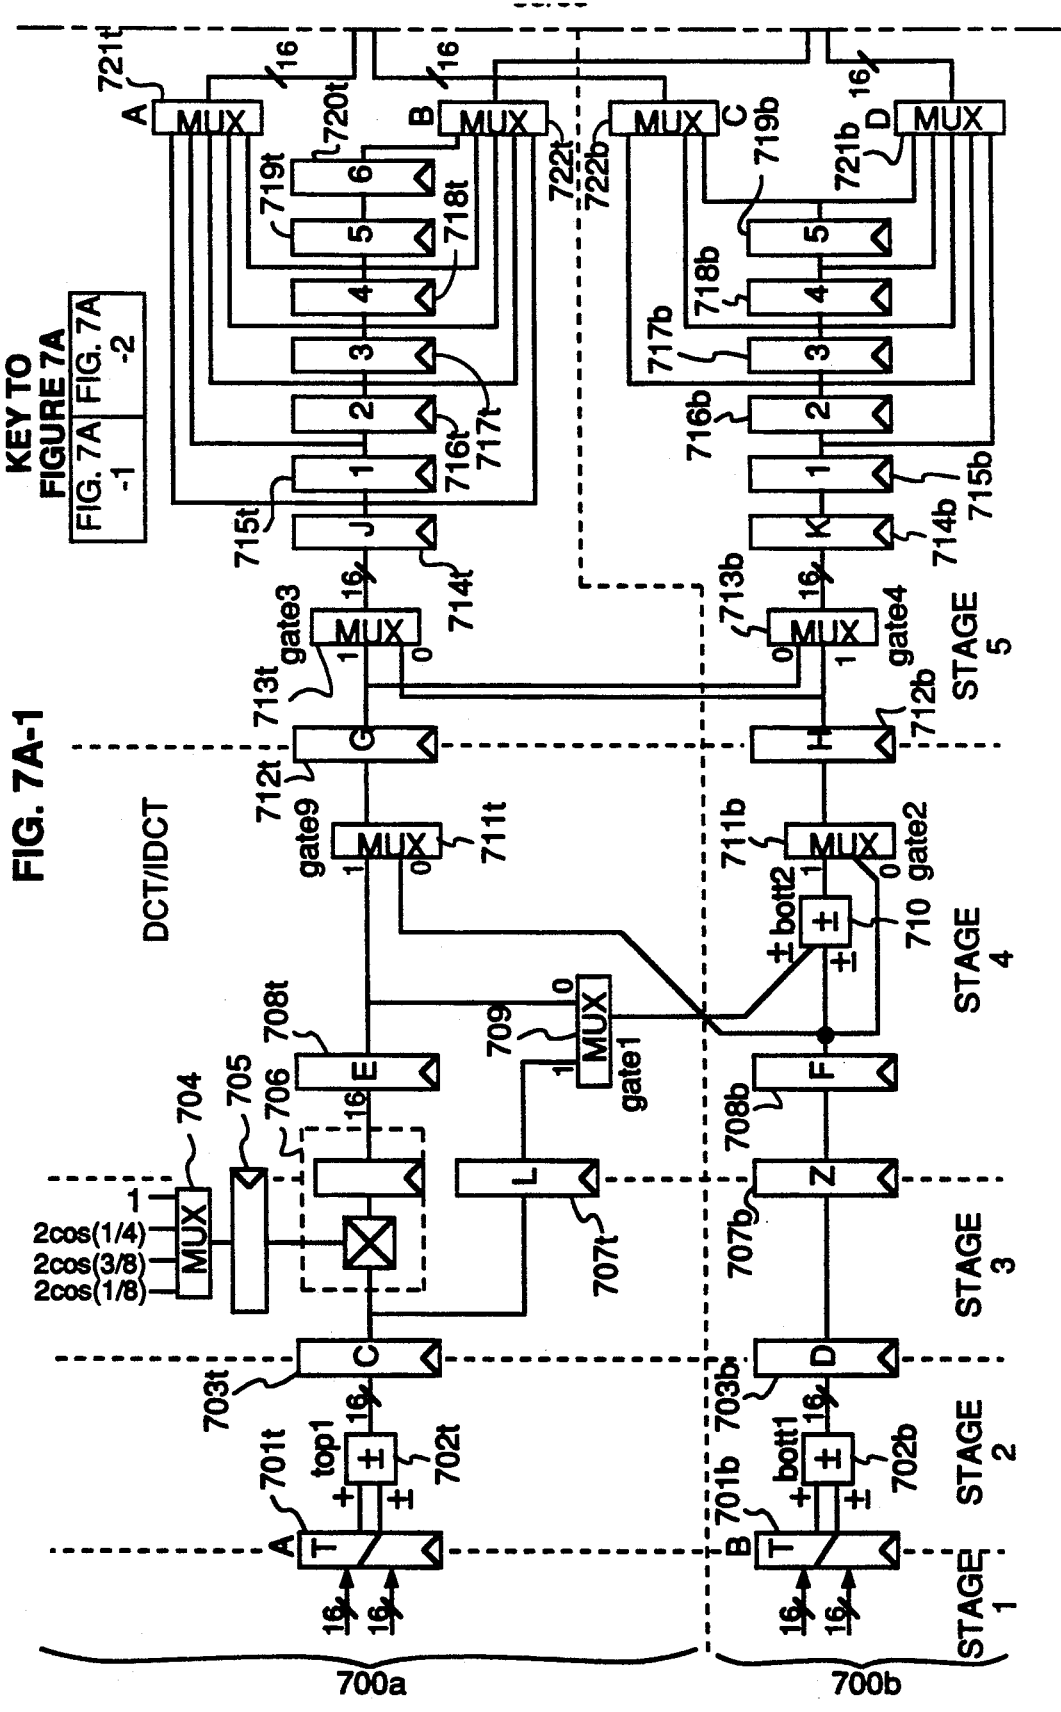 FIG. 7A-1
KEY TO
FIGURE 7A
FIG. 7A
-1
FIG. 7A
-2
DCT/IDCT
700a
16
16
A
T
701t
top1
+
±
±
702t
16
703t
C
1
2cos(1/4)
2cos(3/8)
2cos(1/8)
MUX
704
705
706
16
E
708t
L
707t
709
1
0
MUX
gate1
gate9
1
MUX
0
711t
G
712t
gate3
1
MUX
0
713t
16
J
714t
1
715t
2
716t
3
717t
4
718t
5
719t
6
720t
A
MUX
721t
16
B
MUX
722t
16
700b
16
16
B
T
701b
bott1
+
±
±
702b
16
703b
D
707b
Z
708b
F
± bott2
±
±
710
711b
1
MUX
0
gate2
H
712b
713b
0
MUX
1
gate4
16
K
714b
1
715b
2
716b
3
717b
4
718b
5
719b
MUX
C
722b
D
MUX
721b
16
STAGE
1
STAGE
2
STAGE
3
STAGE
4
STAGE
5